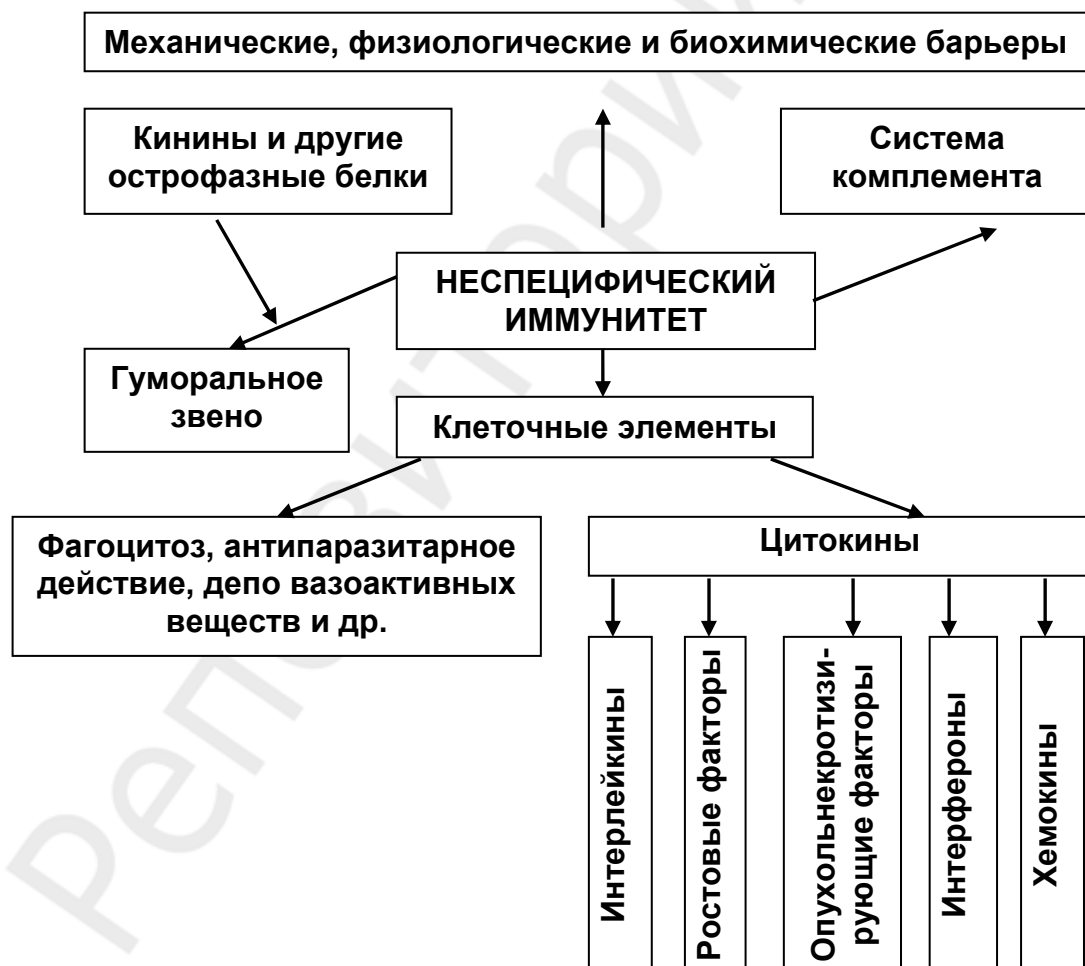 Механические, физиологические и биохимические барьеры
Кинины и другие
острофазные белки
Система
комплемента
НЕСПЕЦИФИЧЕСКИЙ
ИММУНИТЕТ
Гуморальное
звено
Клеточные элементы
Фагоцитоз, антипаразитарное
действие, депо вазоактивных
веществ и др.
Цитокины
Интерлейкины
Ростовые факторы
Опухольнекротизи-
рующие факторы
Интерфероны
Хемокины